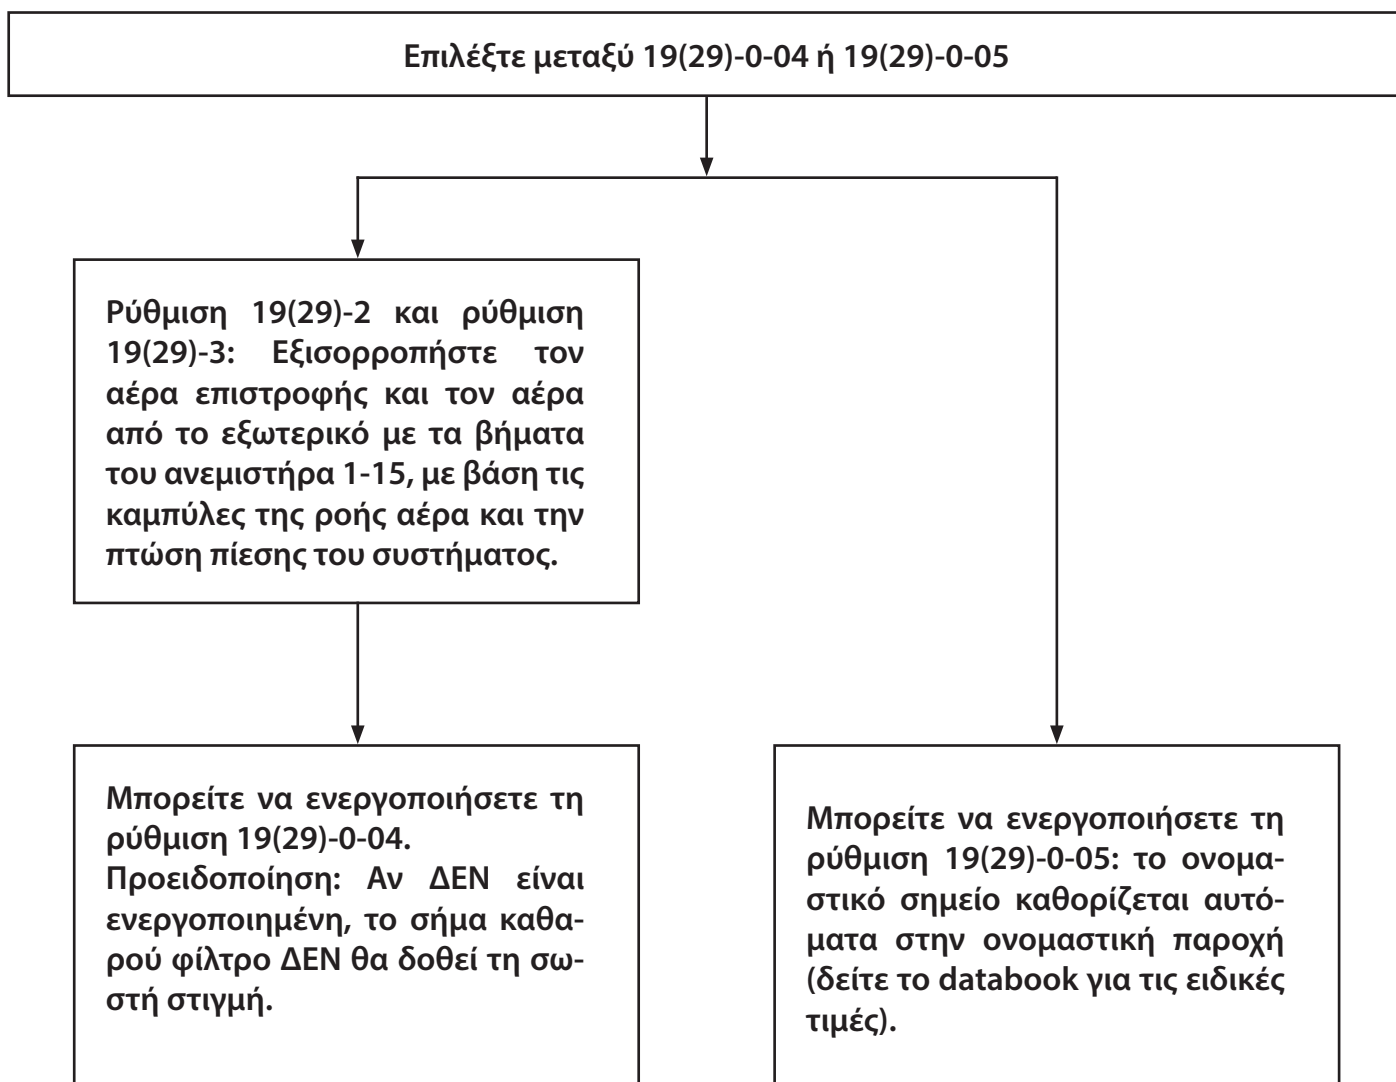 Επιλέξτε μεταξύ 19(29)-0-04 ή 19(29)-0-05
Ρύθμιση 19(29)-2 και ρύθμιση
19(29)-3: Εξισορροπήστε τον
αέρα επιστροφής και τον αέρα
από το εξωτερικό με τα βήματα
του ανεμιστήρα 1-15, με βάση τις
καμπύλες της ροής αέρα και την
πτώση πίεσης του συστήματος.
Μπορείτε να ενεργοποιήσετε τη
ρύθμιση 19(29)-0-04.
Προειδοποίηση: Αν ΔΕΝ είναι
ενεργοποιημένη, το σήμα καθα-
ρού φίλτρο ΔΕΝ θα δοθεί τη σω-
στή στιγμή.
Μπορείτε να ενεργοποιήσετε τη
ρύθμιση 19(29)-0-05: το ονομα-
στικό σημείο καθορίζεται αυτό-
ματα στην ονομαστική παροχή
(δείτε το databook για τις ειδικές
τιμές).